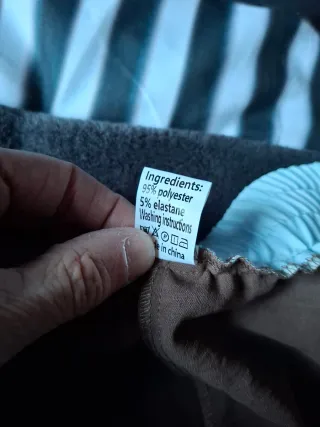 Ingredients:
95% polyester
5% elastane
Washing instructions
in china